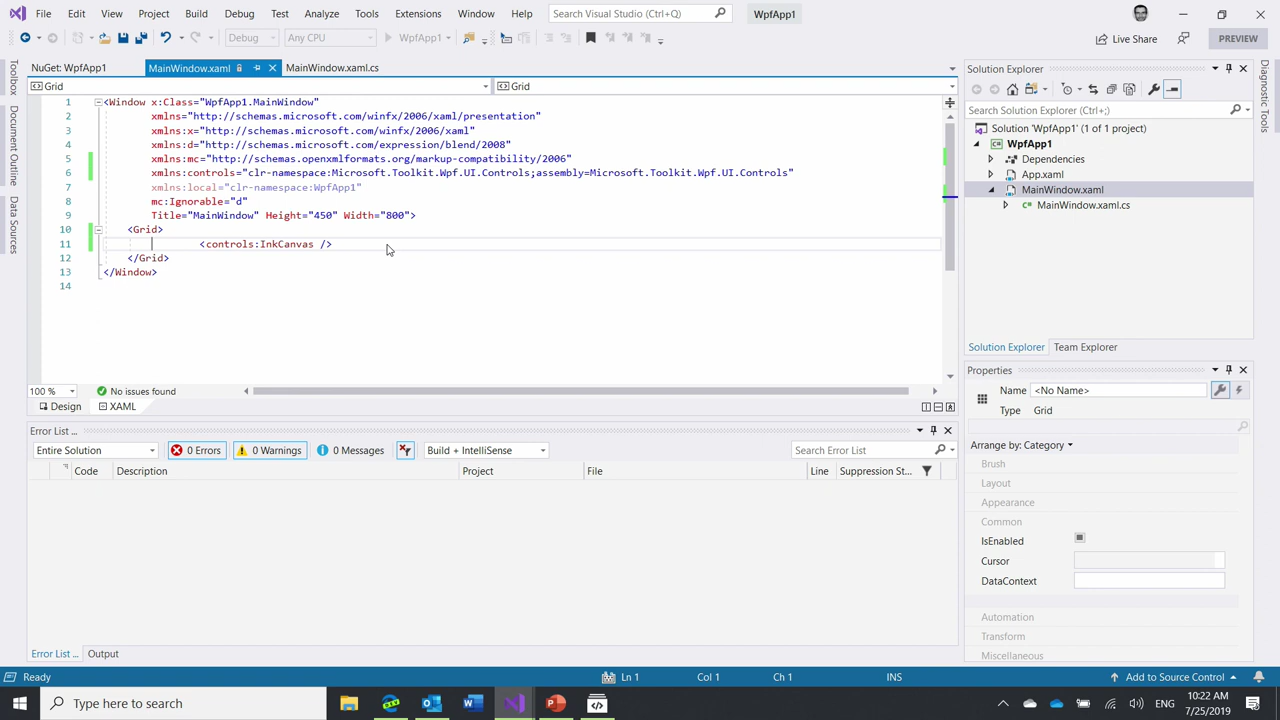 File Edit View Project Build Debug Test Analyze Tools Extensions Window Help Search Visual Studio (Ctrl+Q) WpfApp1
Debug Any CPU WpfApp1 Live Share PREVIEW
NuGet: WpfApp1 MainWindow.xaml MainWindow.xaml.cs
Grid Grid
Toolbox
Document Outline
Data Sources
1 <Window x:Class="WpfApp1.MainWindow"
2 xmlns="http://schemas.microsoft.com/winfx/2006/xaml/presentation"
3 xmlns:x="http://schemas.microsoft.com/winfx/2006/xaml"
4 xmlns:d="http://schemas.microsoft.com/expression/blend/2008"
5 xmlns:mc="http://schemas.openxmlformats.org/markup-compatibility/2006"
6 xmlns:controls="clr-namespace:Microsoft.Toolkit.Wpf.UI.Controls;assembly=Microsoft.Toolkit.Wpf.UI.Controls"
7 xmlns:local="clr-namespace:WpfApp1"
8 mc:Ignorable="d"
9 Title="MainWindow" Height="450" Width="800">
10 <Grid>
11 <controls:InkCanvas />
12 </Grid>
13 </Window>
14
100 % No issues found
Design XAML
Error List ...
Entire Solution 0 Errors 0 Warnings 0 Messages Build + IntelliSense Search Error List
Code Description Project File Line Suppression St...
Error List ... Output
Solution Explorer
Search Solution Explorer (Ctrl+;)
Solution 'WpfApp1' (1 of 1 project)
WpfApp1
Dependencies
App.xaml
MainWindow.xaml
MainWindow.xaml.cs
Solution Explorer Team Explorer
Properties
Name <No Name>
Type Grid
Arrange by: Category
Brush
Layout
Appearance
Common
IsEnabled
Cursor
DataContext
Automation
Transform
Miscellaneous
Diagnostic Tools
Ready Ln 1 Col 1 Ch 1 INS Add to Source Control
Type here to search ENG 10:22 AM
7/25/2019